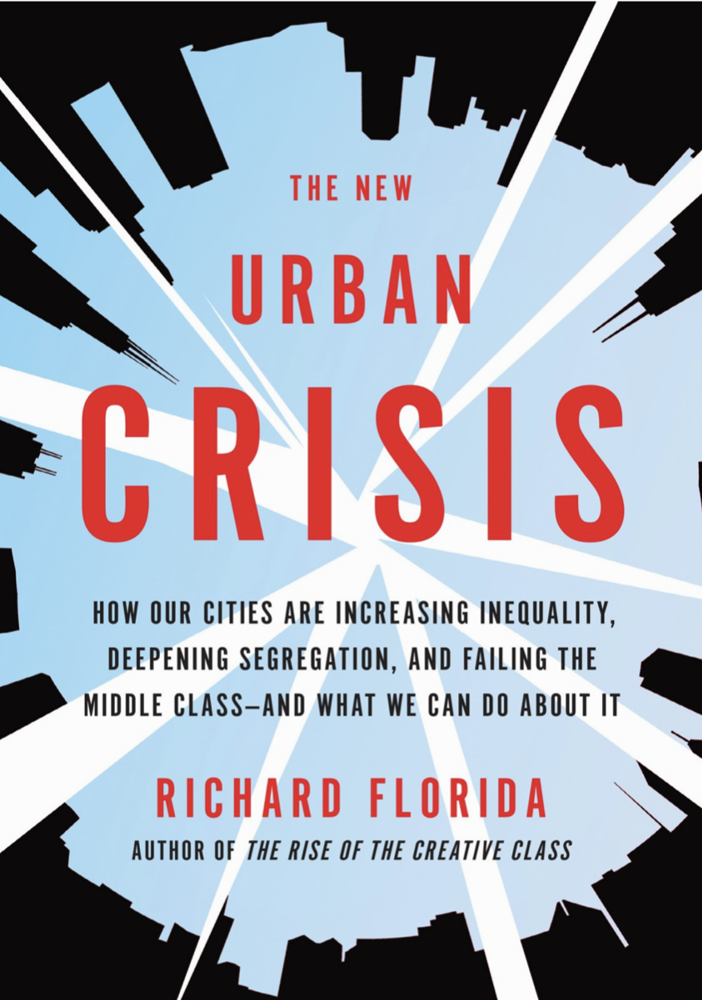 THE NEW
URBAN
CRISIS
HOW OUR CITIES ARE INCREASING INEQUALITY,
DEEPENING SEGREGATION, AND FAILING THE
MIDDLE CLASS–AND WHAT WE CAN DO ABOUT IT
RICHARD FLORIDA
AUTHOR OF THE RISE OF THE CREATIVE CLASS